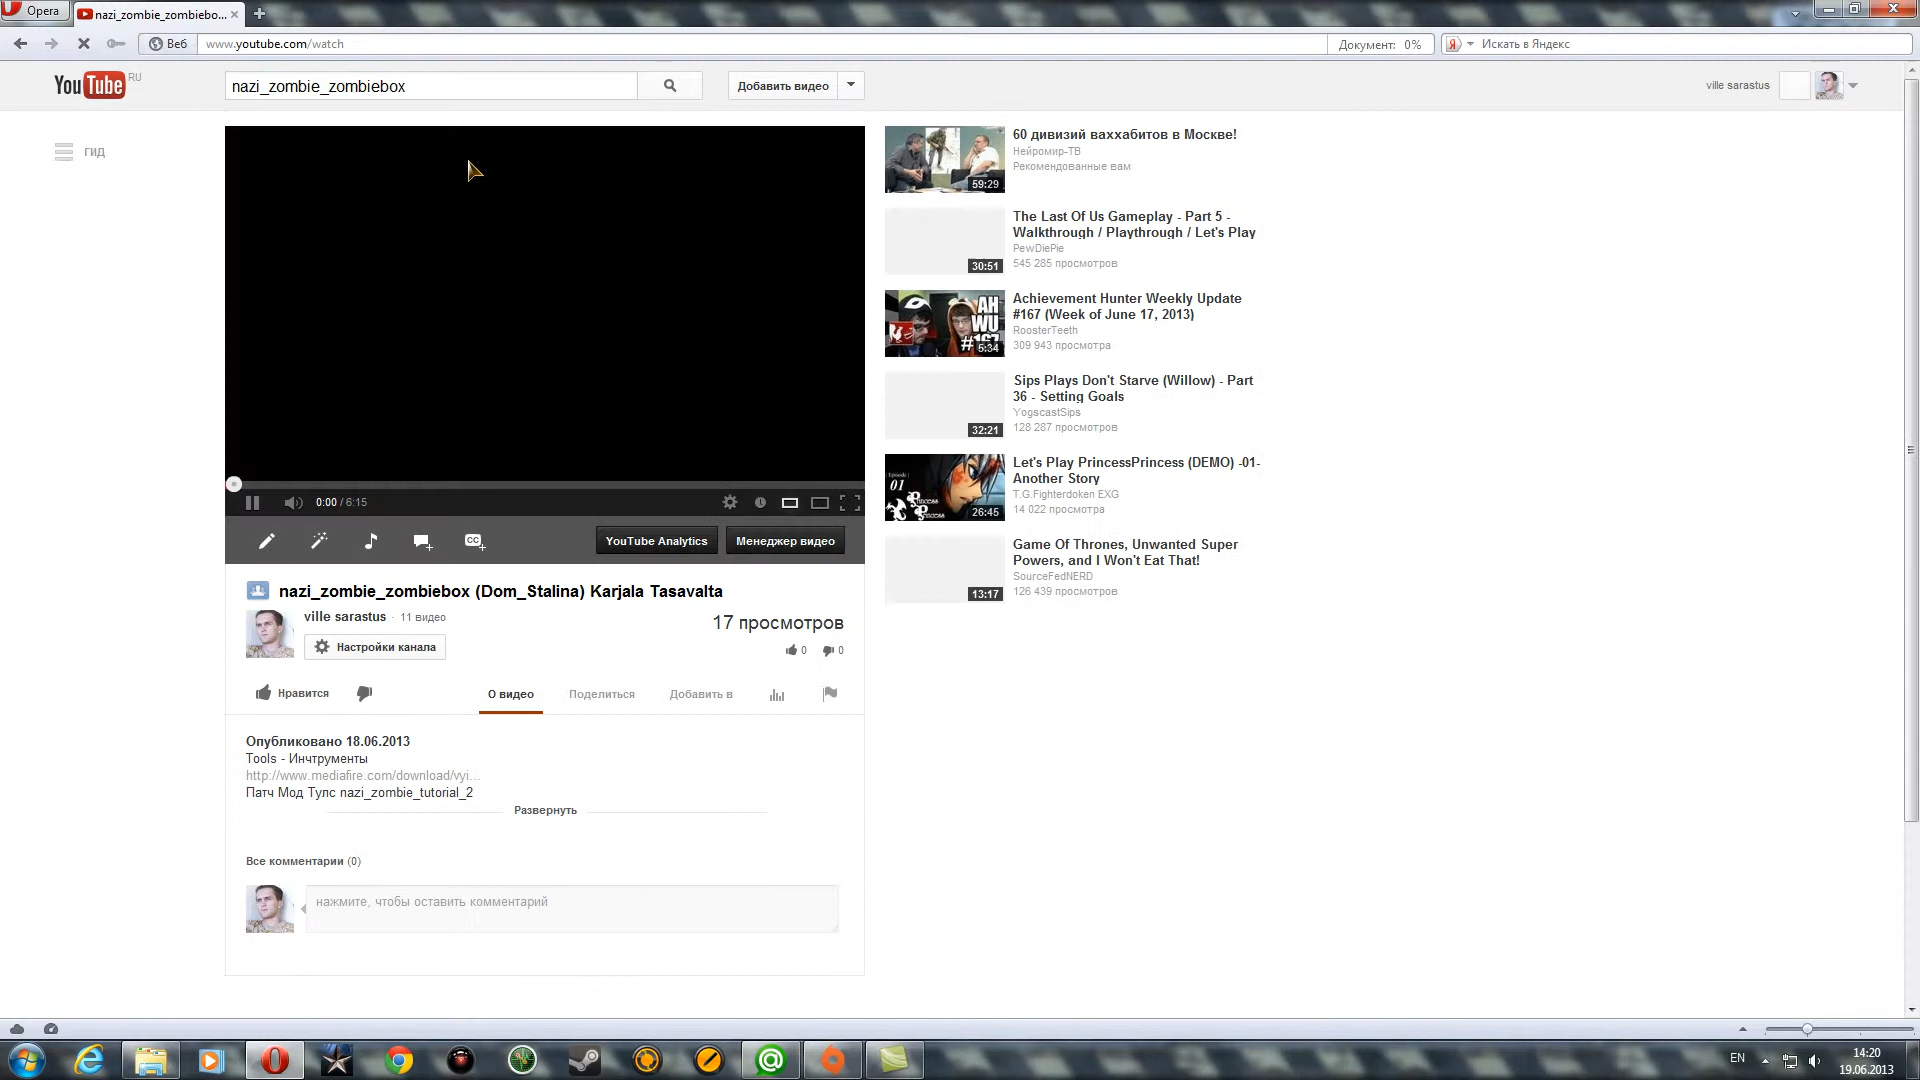 Opera
nazi_zombie_zombiebo...
Веб
www.youtube.com/watch
Документ: 0%
Искать в Яндекс
YouTube RU
nazi_zombie_zombiebox
Добавить видео
ville sarastus
ГИД
60 дивизий ваххабитов в Москве!
Нейромир-ТВ
Рекомендованные вам
59:29
The Last Of Us Gameplay - Part 5 -
Walkthrough / Playthrough / Let's Play
PewDiePie
545 285 просмотров
30:51
Achievement Hunter Weekly Update
#167 (Week of June 17, 2013)
RoosterTeeth
309 943 просмотра
AH
WU
#167
5:34
Sips Plays Don't Starve (Willow) - Part
36 - Setting Goals
YogscastSips
128 287 просмотров
32:21
Let's Play PrincessPrincess (DEMO) -01-
Another Story
T.G.Fighterdoken EXG
14 022 просмотра
Episode 1
01
26:45
Game Of Thrones, Unwanted Super
Powers, and I Won't Eat That!
SourceFedNERD
126 439 просмотров
13:17
0:00 / 6:15
CC
YouTube Analytics
Менеджер видео
nazi_zombie_zombiebox (Dom_Stalina) Karjala Tasavalta
ville sarastus · 11 видео
17 просмотров
Настройки канала
0 0
Нравится
О видео
Поделиться
Добавить в
Опубликовано 18.06.2013
Tools - Инчтрументы
http://www.mediafire.com/download/vyi...
Патч Мод Тулс nazi_zombie_tutorial_2
Развернуть
Все комментарии (0)
нажмите, чтобы оставить комментарий
EN
14:20
19.06.2013